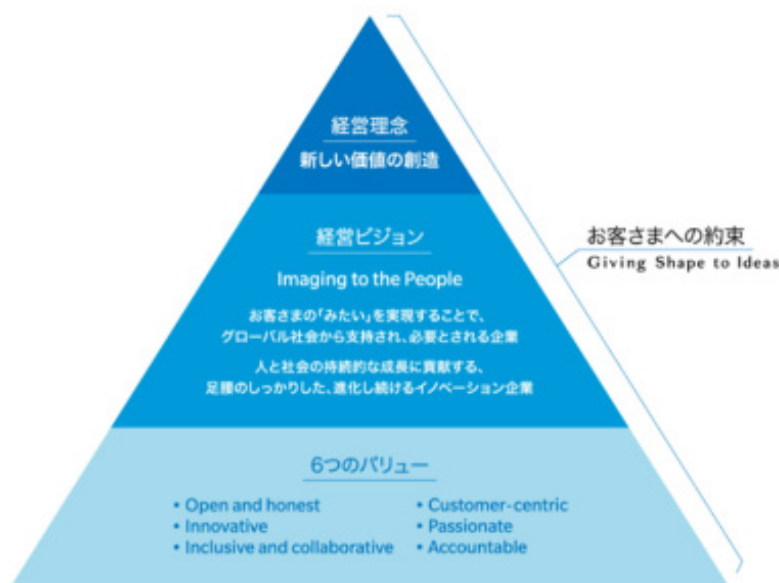 経営理念
新しい価値の創造
経営ビジョン
Imaging to the People
お客さまの「みたい」を実現することで、
グローバル社会から支持され、必要とされる企業
人と社会の持続的な成長に貢献する、
足腰のしっかりした、進化し続けるイノベーション企業
お客さまへの約束
Giving Shape to Ideas
6つのバリュー
• Open and honest
• Innovative
• Inclusive and collaborative
• Customer-centric
• Passionate
• Accountable